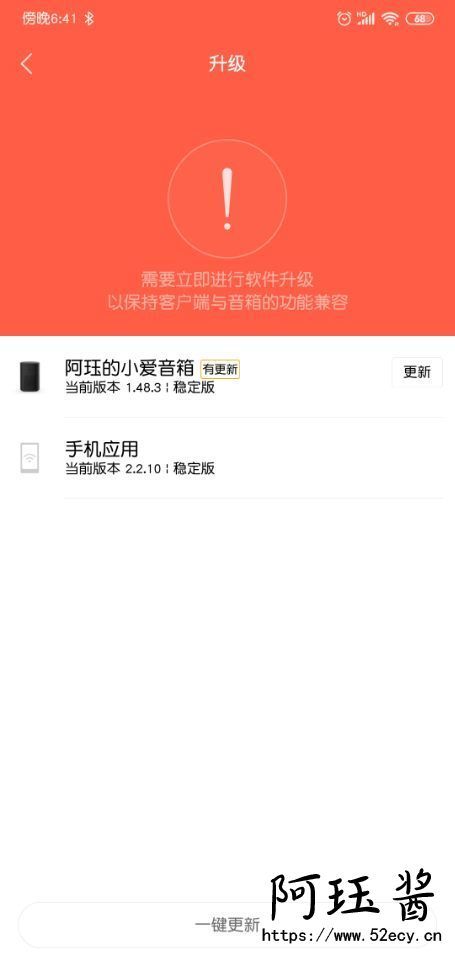 傍晚6:41
HD
68
升级
需要立即进行软件升级
以保持客户端与音箱的功能兼容
阿珏的小爱音箱 有更新
当前版本 1.48.3 | 稳定版
更新
手机应用
当前版本 2.2.10 | 稳定版
一键更新
阿珏酱
https://www.52ecy.cn